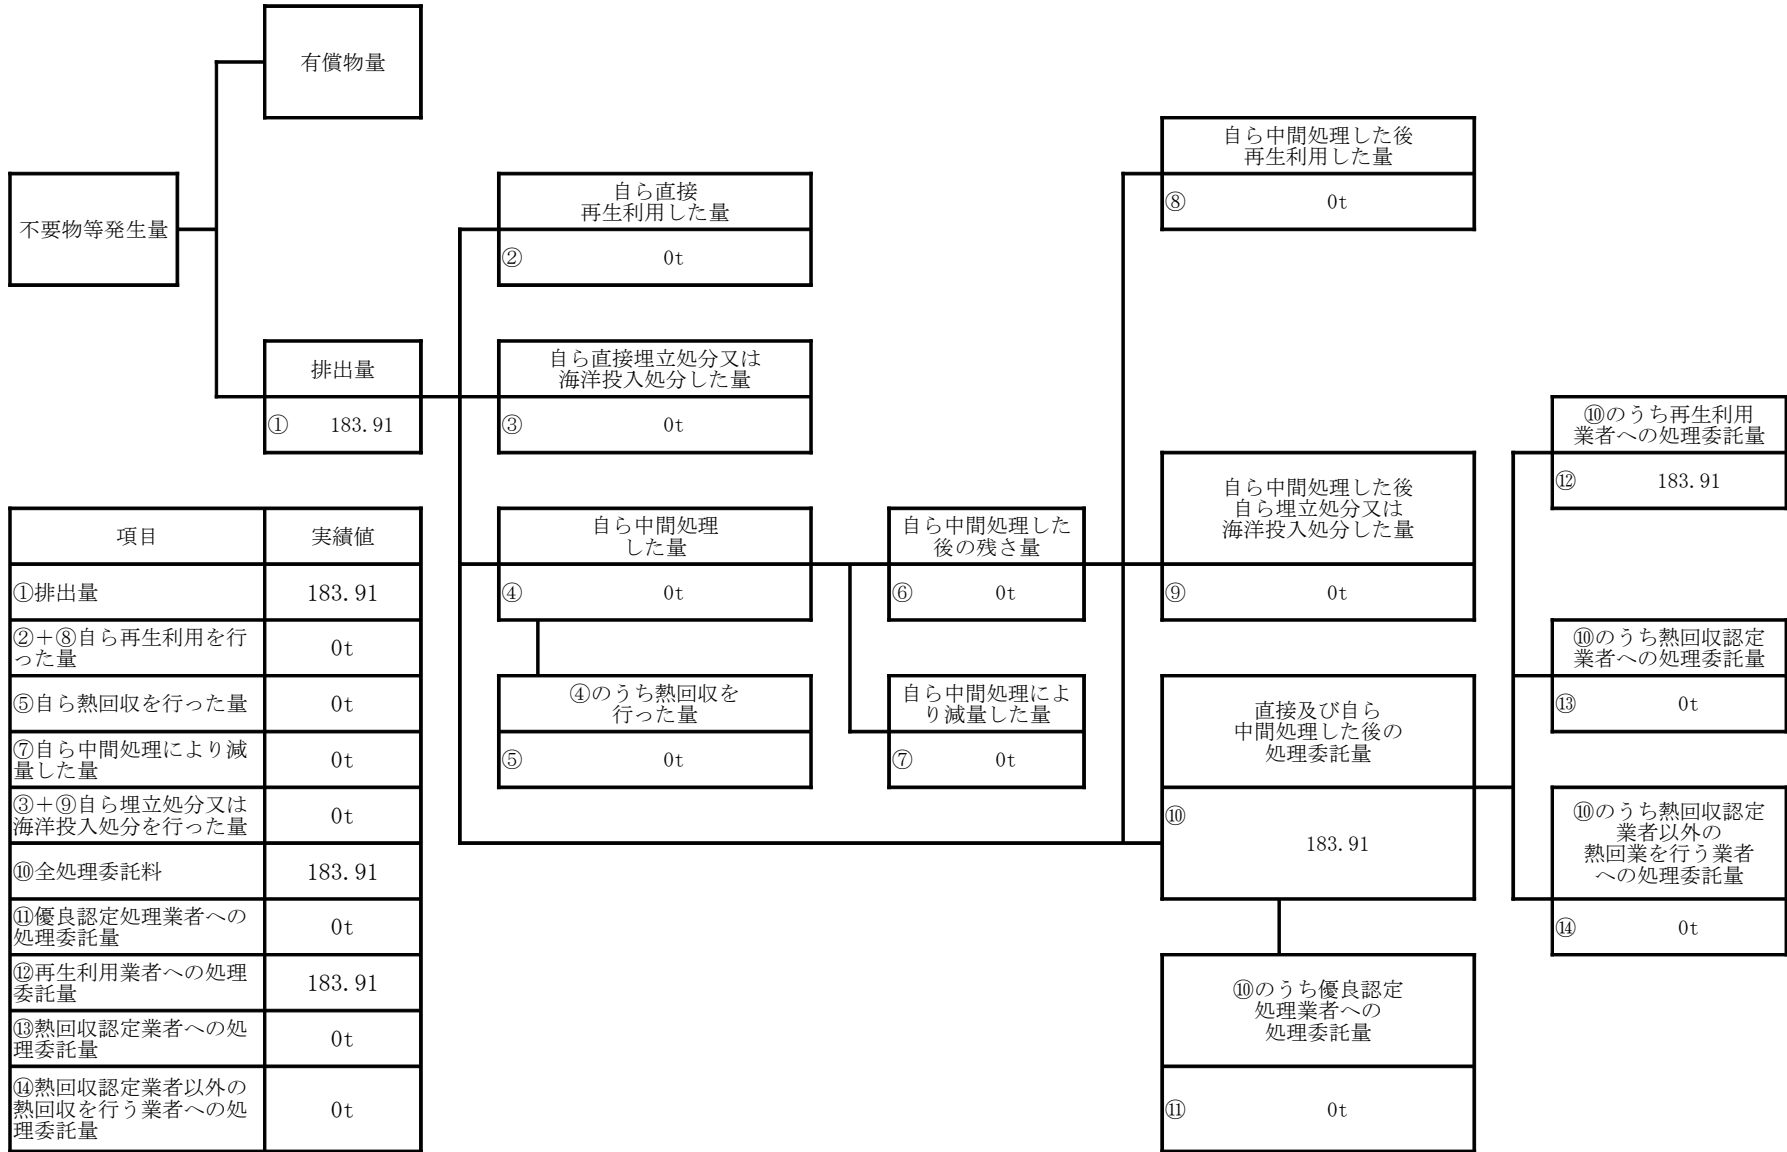 有償物量
不要物等発生量
排出量
① 183.91
自ら直接
再生利用した量
② 0t
自ら直接埋立処分又は
海洋投入処分した量
③ 0t
自ら中間処理
した量
④ 0t
④のうち熱回収を
行った量
⑤ 0t
自ら中間処理した
後の残さ量
⑥ 0t
自ら中間処理によ
り減量した量
⑦ 0t
自ら中間処理した後
再生利用した量
⑧ 0t
自ら中間処理した後
自ら埋立処分又は
海洋投入処分した量
⑨ 0t
直接及び自ら
中間処理した後の
処理委託量
⑩
183.91
⑩のうち優良認定
処理業者への
処理委託量
⑪ 0t
⑩のうち再生利用
業者への処理委託量
⑫ 183.91
⑩のうち熱回収認定
業者への処理委託量
⑬ 0t
⑩のうち熱回収認定
業者以外の
熱回業を行う業者
への処理委託量
⑭ 0t
項目 実績値
①排出量 183.91
②＋⑧自ら再生利用を行
った量 0t
⑤自ら熱回収を行った量 0t
⑦自ら中間処理により減
量した量 0t
③＋⑨自ら埋立処分又は
海洋投入処分を行った量 0t
⑩全処理委託料 183.91
⑪優良認定処理業者への
処理委託量 0t
⑫再生利用業者への処理
委託量 183.91
⑬熱回収認定業者への処
理委託量 0t
⑭熱回収認定業者以外の
熱回収を行う業者への処
理委託量 0t